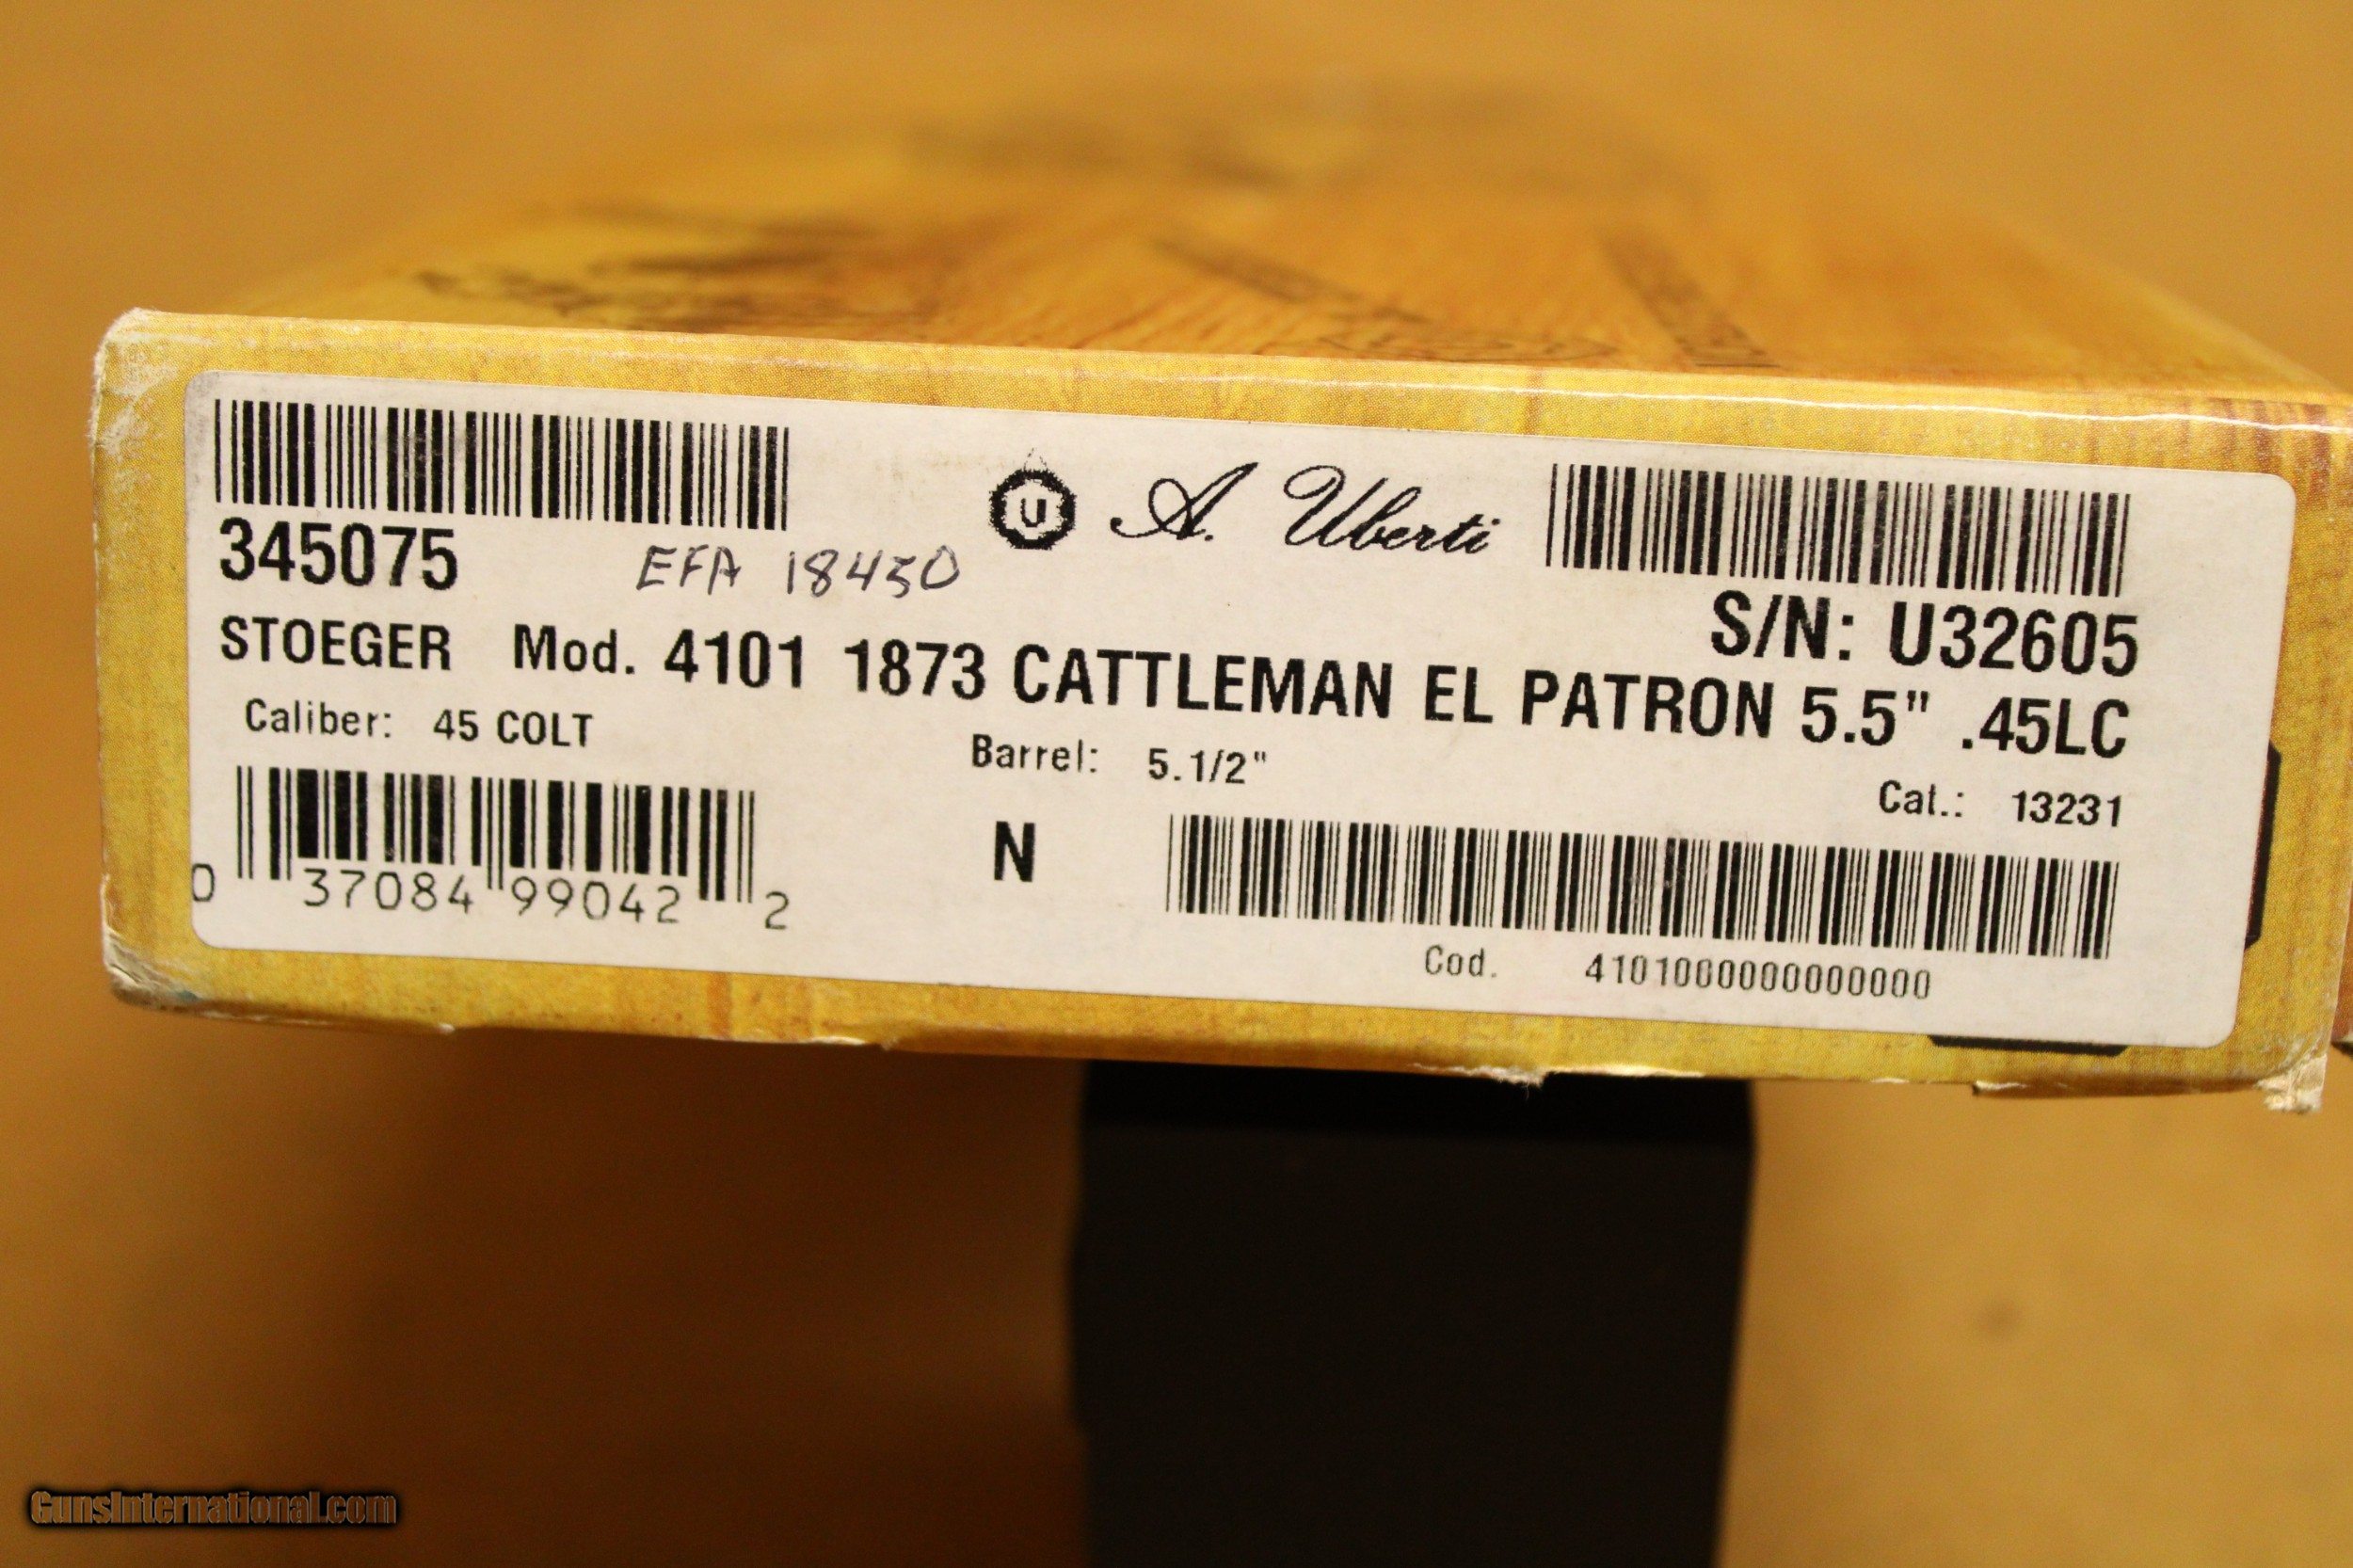 U A. Uberti
345075 EFA 18450 S/N: U32605
STOEGER Mod. 4101 1873 CATTLEMAN EL PATRON 5.5" .45LC
Caliber: 45 COLT Barrel: 5.1/2" Cat.: 13231
N
0 37084 99042 2
Cod. 4101000000000000
GunsInternational.com